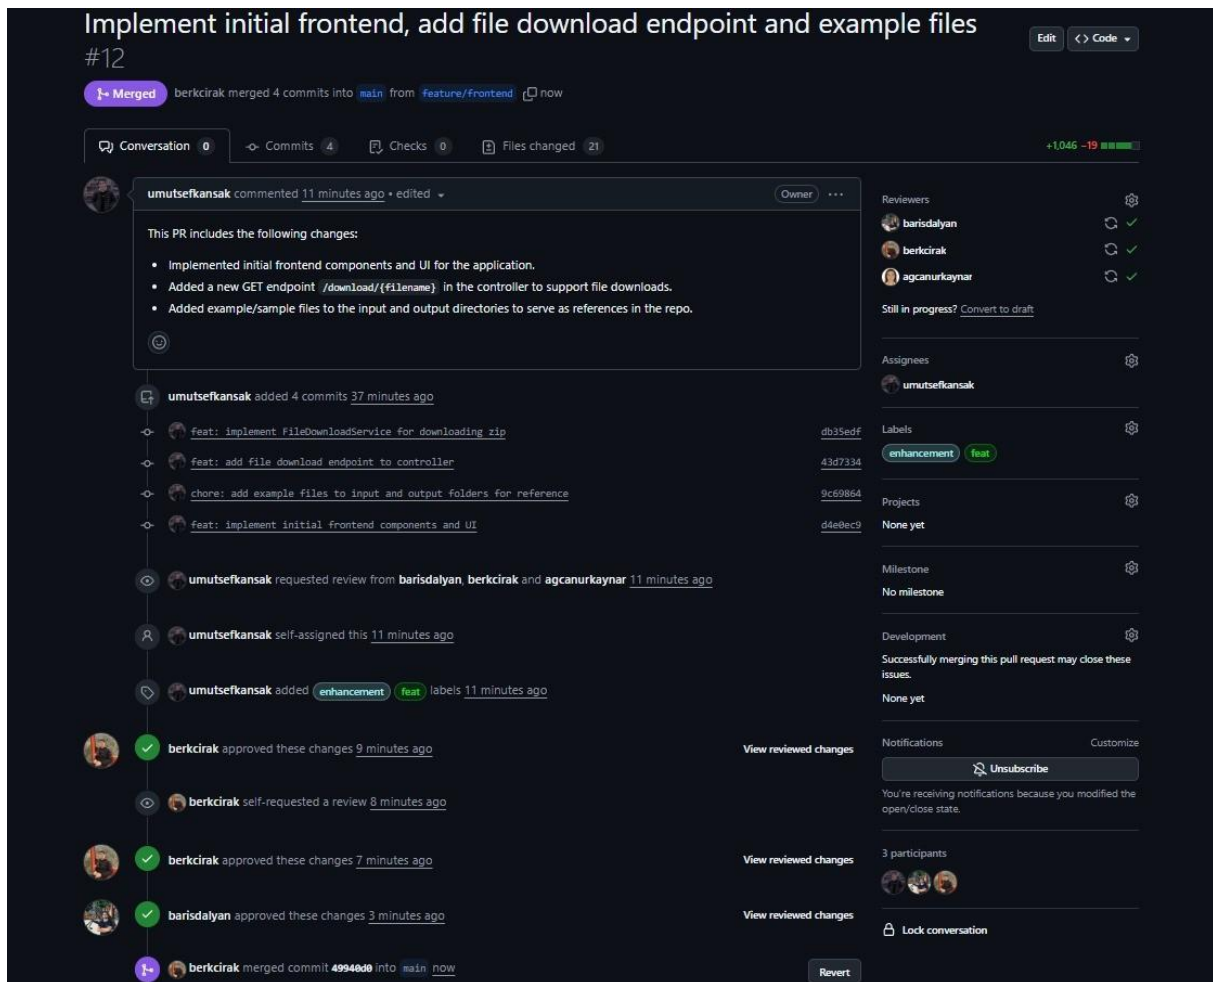 Implement initial frontend, add file download endpoint and example files
#12
Edit
<> Code
Merged
berkcirak merged 4 commits into main from feature/frontend now
Conversation 0
Commits 4
Checks 0
Files changed 21
+1,046 −19
umutsefkansak commented 11 minutes ago • edited
Owner
This PR includes the following changes:
• Implemented initial frontend components and UI for the application.
• Added a new GET endpoint /download/{filename} in the controller to support file downloads.
• Added example/sample files to the input and output directories to serve as references in the repo.
umutsefkansak added 4 commits 37 minutes ago
feat: implement FileDownloadService for downloading zip
db35edf
feat: add file download endpoint to controller
43d7334
chore: add example files to input and output folders for reference
9c69864
feat: implement initial frontend components and UI
d4e0ec9
umutsefkansak requested review from barisdalyan, berkcirak and agcanurkaynar 11 minutes ago
umutsefkansak self-assigned this 11 minutes ago
umutsefkansak added enhancement feat labels 11 minutes ago
berkcirak approved these changes 9 minutes ago
View reviewed changes
berkcirak self-requested a review 8 minutes ago
berkcirak approved these changes 7 minutes ago
View reviewed changes
barisdalyan approved these changes 3 minutes ago
View reviewed changes
berkcirak merged commit 49940d0 into main now
Revert
Reviewers
barisdalyan
berkcirak
agcanurkaynar
Still in progress? Convert to draft
Assignees
umutsefkansak
Labels
enhancement feat
Projects
None yet
Milestone
No milestone
Development
Successfully merging this pull request may close these
issues.
None yet
Notifications
Customize
Unsubscribe
You're receiving notifications because you modified the
open/close state.
3 participants
Lock conversation